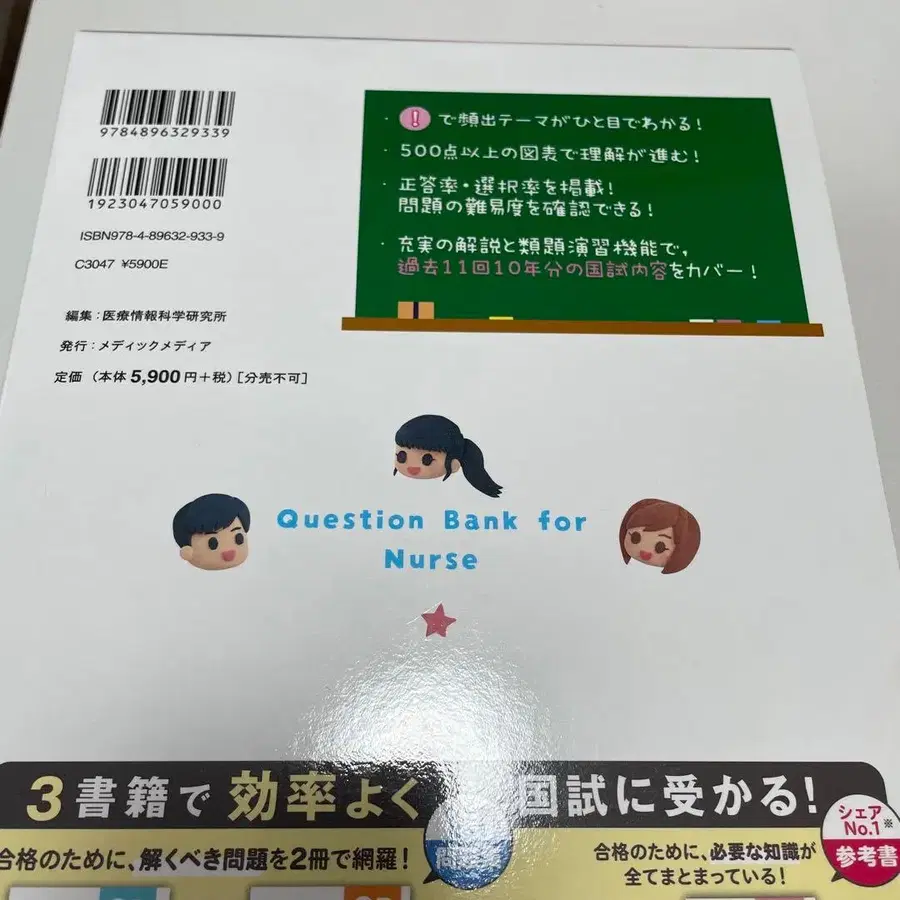 9784896329339
1923047059000
ISBN978-4-89632-933-9
C3047 ¥5900E
編集：医療情報科学研究所
発行：メディックメディア
定価（本体5,900円＋税）［分売不可］
・！で頻出テーマがひと目でわかる！
・500点以上の図表で理解が進む！
・正答率・選択率を掲載！
問題の難易度を確認できる！
・充実の解説と類題演習機能で，
過去11回10年分の国試内容をカバー！
Question Bank for
Nurse
3書籍で効率よく国試に受かる！
合格のために、解くべき問題を2冊で網羅！
合格のために、必要な知識が
全てまとまっている！
シェア
No.1※
参考書